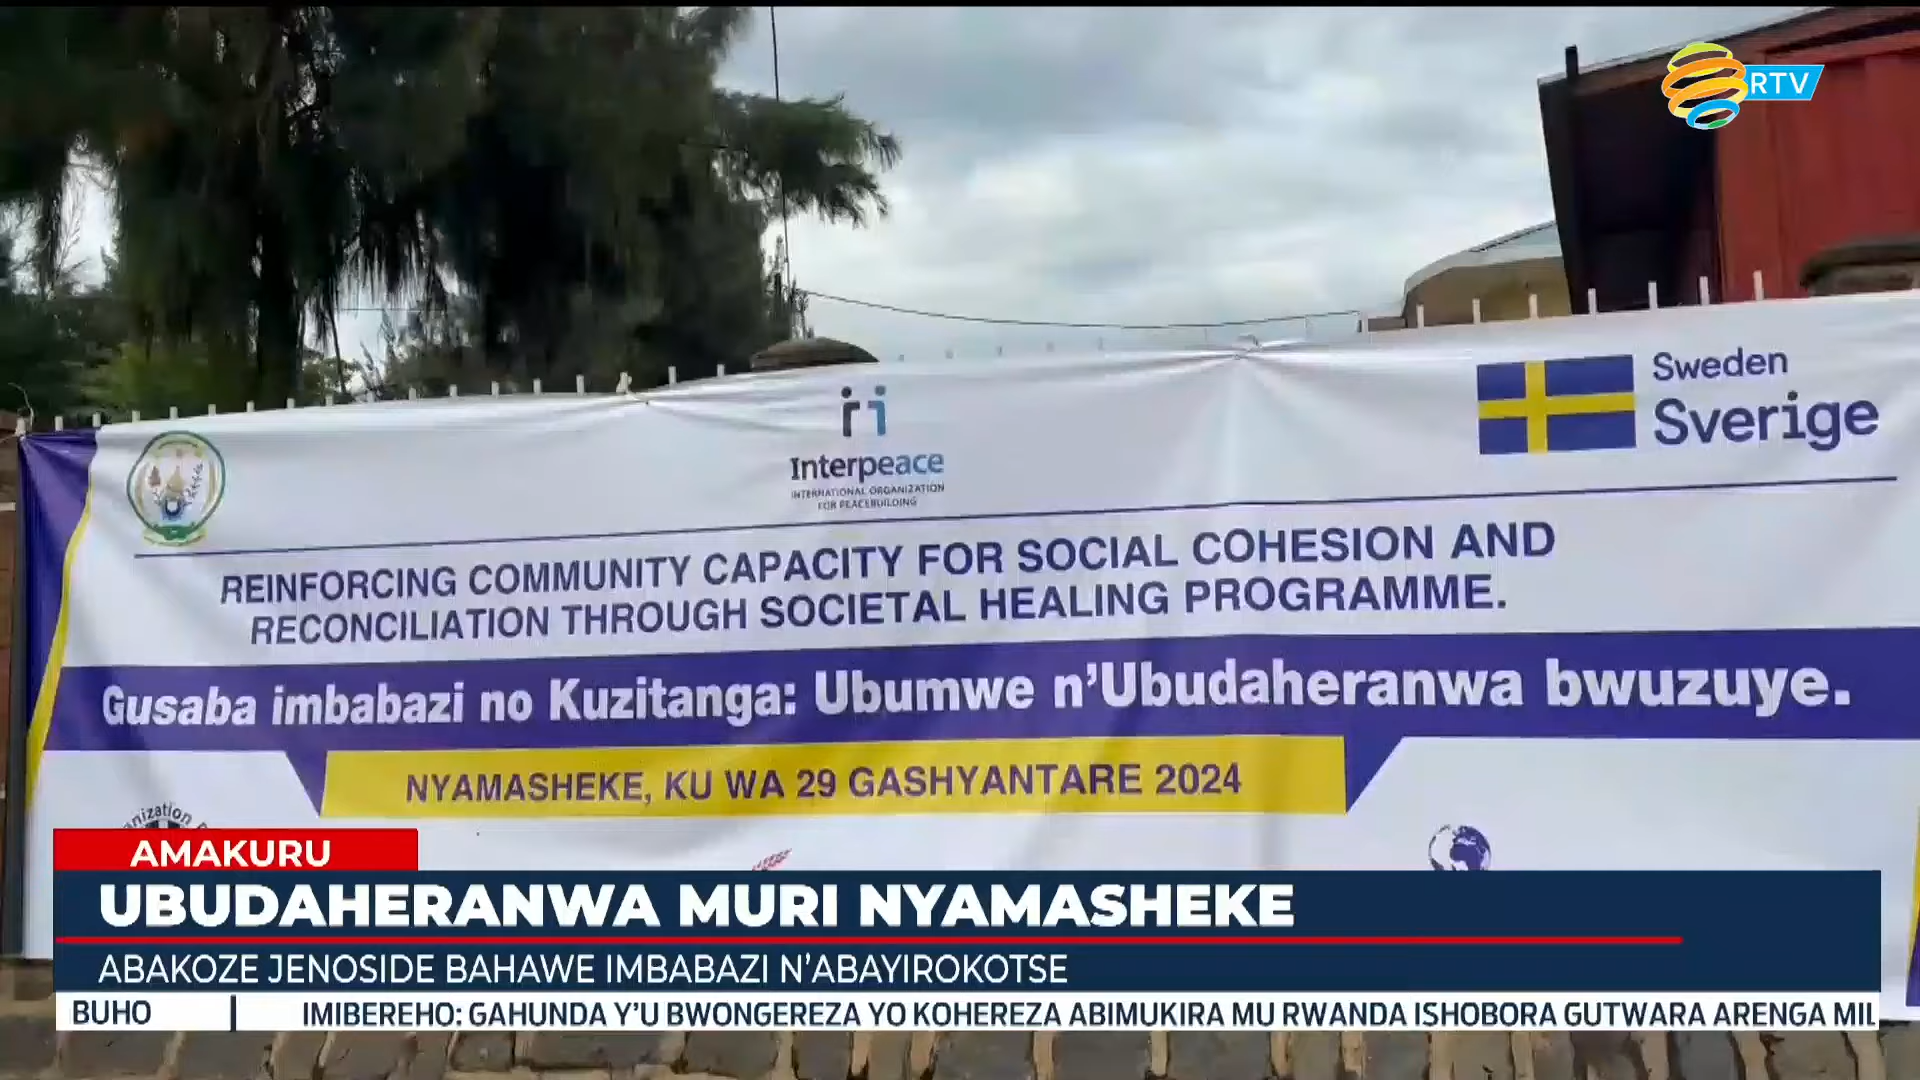 RTV
Sweden
Sverige
Interpeace
INTERNATIONAL ORGANIZATION
FOR PEACEBUILDING
REINFORCING COMMUNITY CAPACITY FOR SOCIAL COHESION AND
RECONCILIATION THROUGH SOCIETAL HEALING PROGRAMME.
Gusaba imbabazi no Kuzitanga: Ubumwe n'Ubudaheranwa bwuzuye.
NYAMASHEKE, KU WA 29 GASHYANTARE 2024
AMAKURU
UBUDAHERANWA MURI NYAMASHEKE
ABAKOZE JENOSIDE BAHAWE IMBABAZI N'ABAYIROKOTSE
BUHO | IMIBEREHO: GAHUNDA Y'U BWONGEREZA YO KOHEREZA ABIMUKIRA MU RWANDA ISHOBORA GUTWARA ARENGA MIL